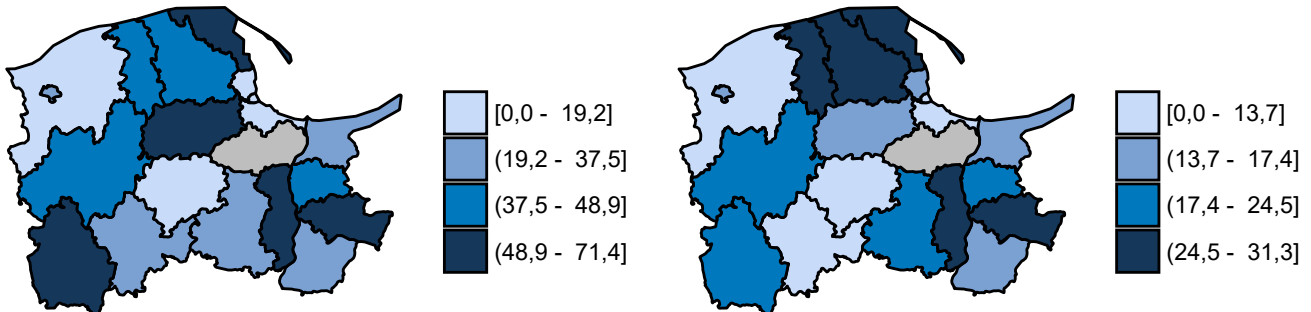 [0,0 - 19,2]
(19,2 - 37,5]
(37,5 - 48,9]
(48,9 - 71,4]
[0,0 - 13,7]
(13,7 - 17,4]
(17,4 - 24,5]
(24,5 - 31,3]